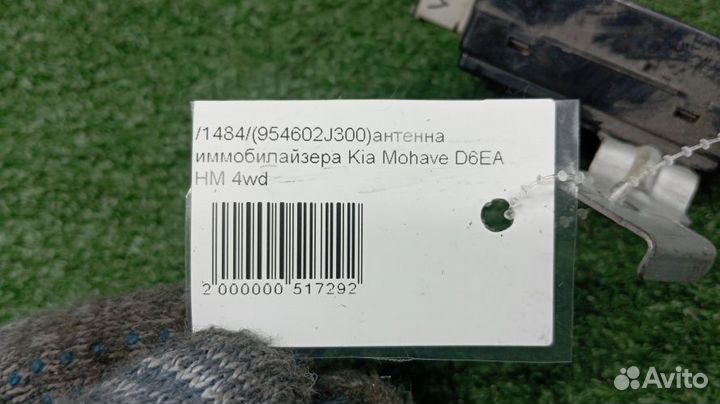 /1484/(954602J300)антенна
иммобилайзера Kia Mohave D6EA
HM 4wd
2 000000 517292
Avito